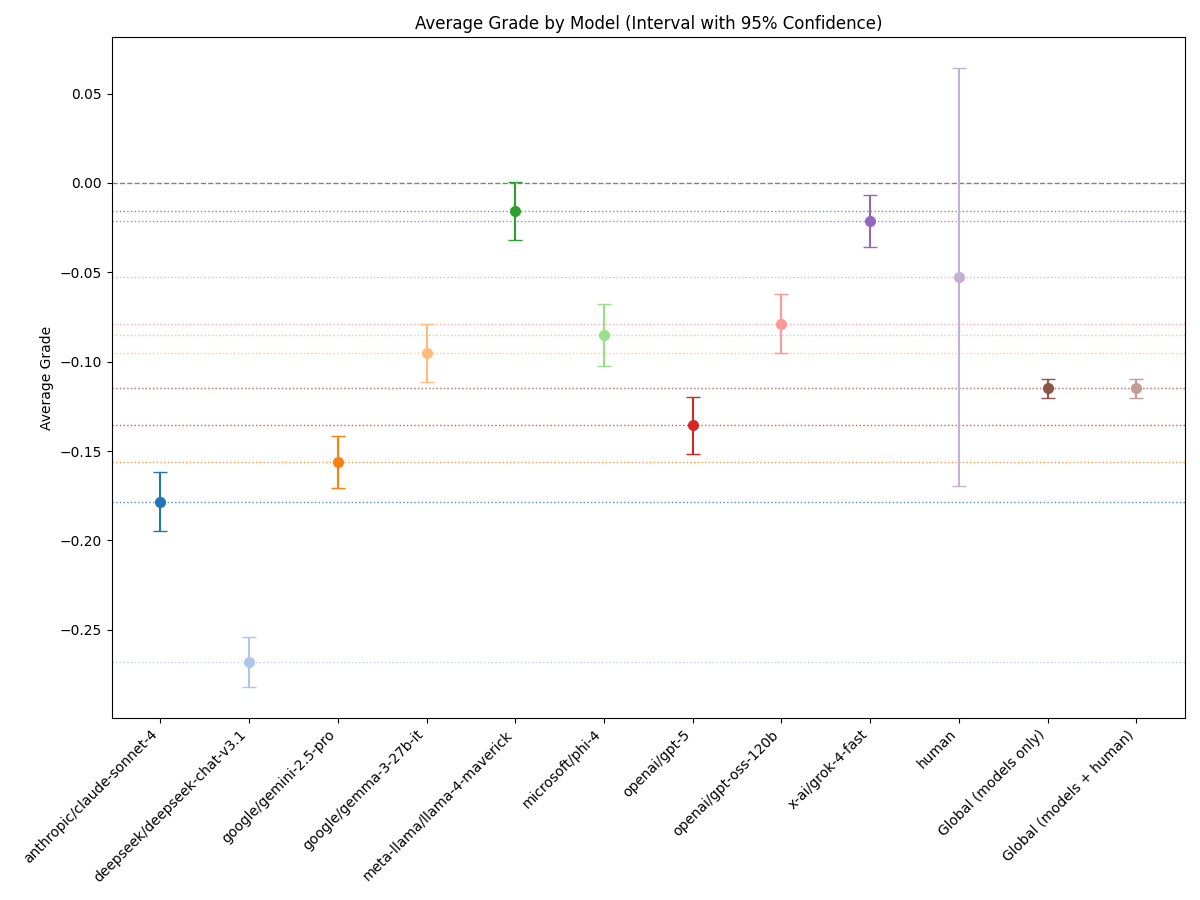 Average Grade by Model (Interval with 95% Confidence)
Average Grade
0.05
0.00
−0.05
−0.10
−0.15
−0.20
−0.25
anthropic/claude-sonnet-4
deepseek/deepseek-chat-v3.1
google/gemini-2.5-pro
google/gemma-3-27b-it
meta-llama/llama-4-maverick
microsoft/phi-4
openai/gpt-5
openai/gpt-oss-120b
x-ai/grok-4-fast
human
Global (models only)
Global (models + human)